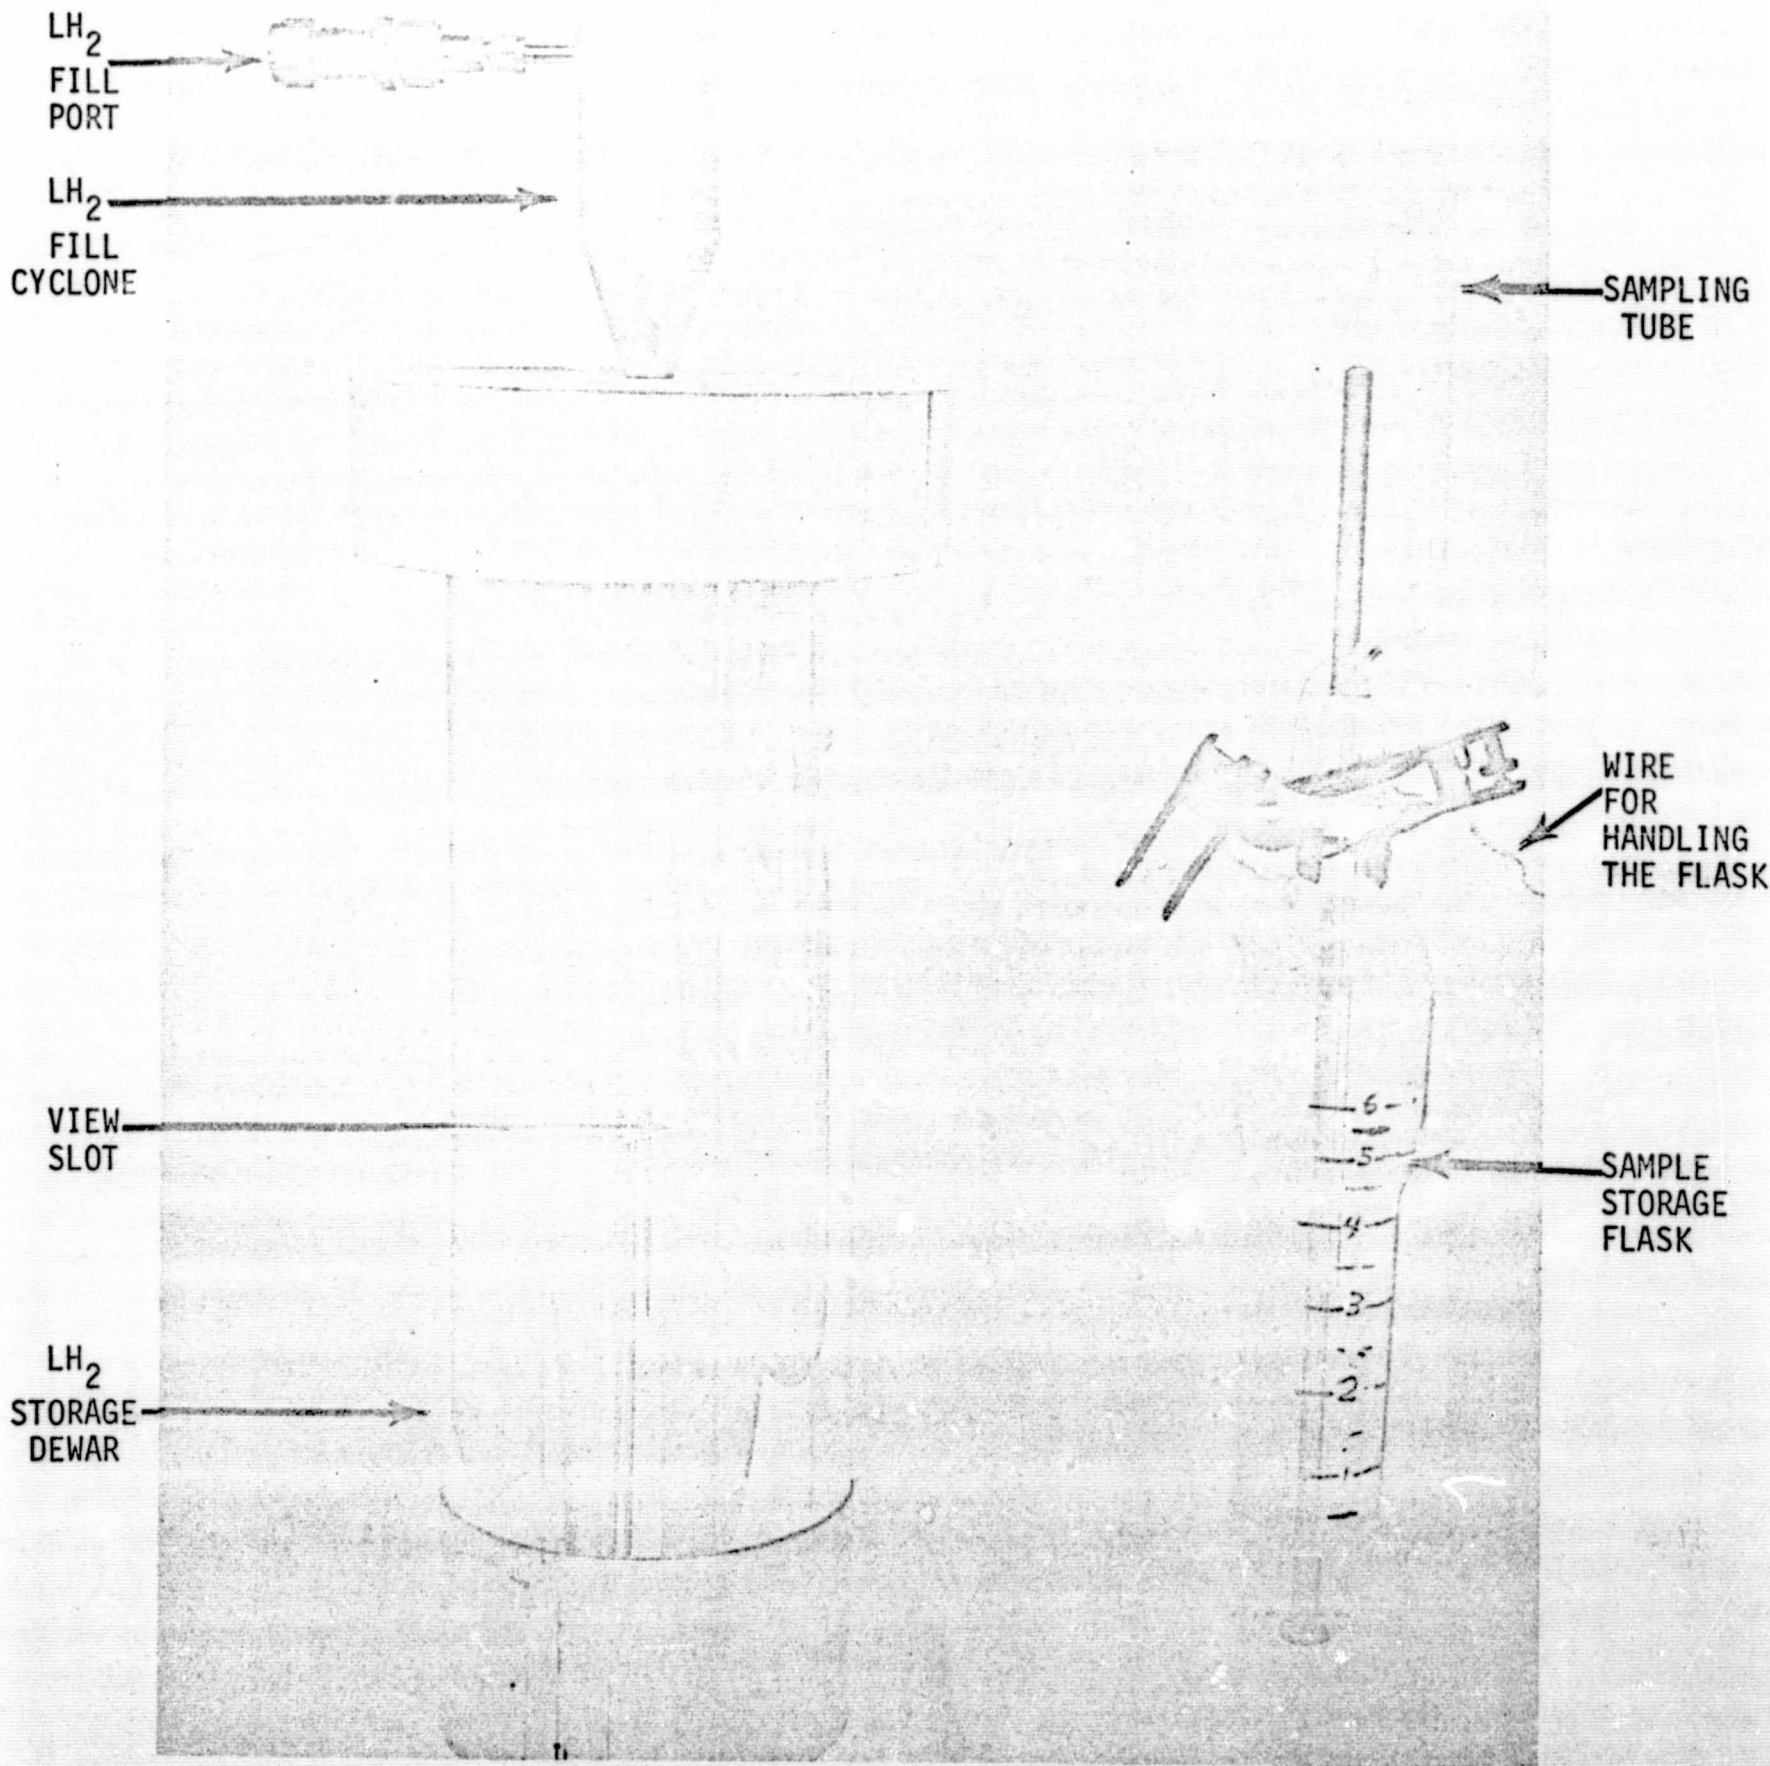 LH2
FILL
PORT
LH2
FILL
CYCLONE
SAMPLING
TUBE
WIRE
FOR
HANDLING
THE FLASK
VIEW
SLOT
6
5
SAMPLE
STORAGE
FLASK
4
3
2
1
LH2
STORAGE
DEWAR